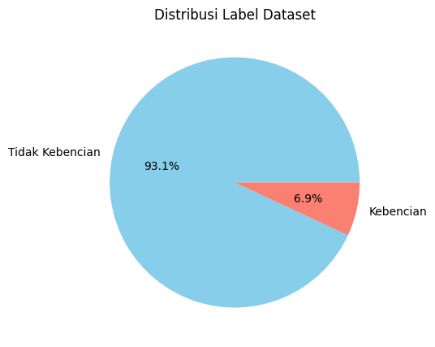 Distribusi Label Dataset
Tidak Kebencian
93.1%
6.9%
Kebencian